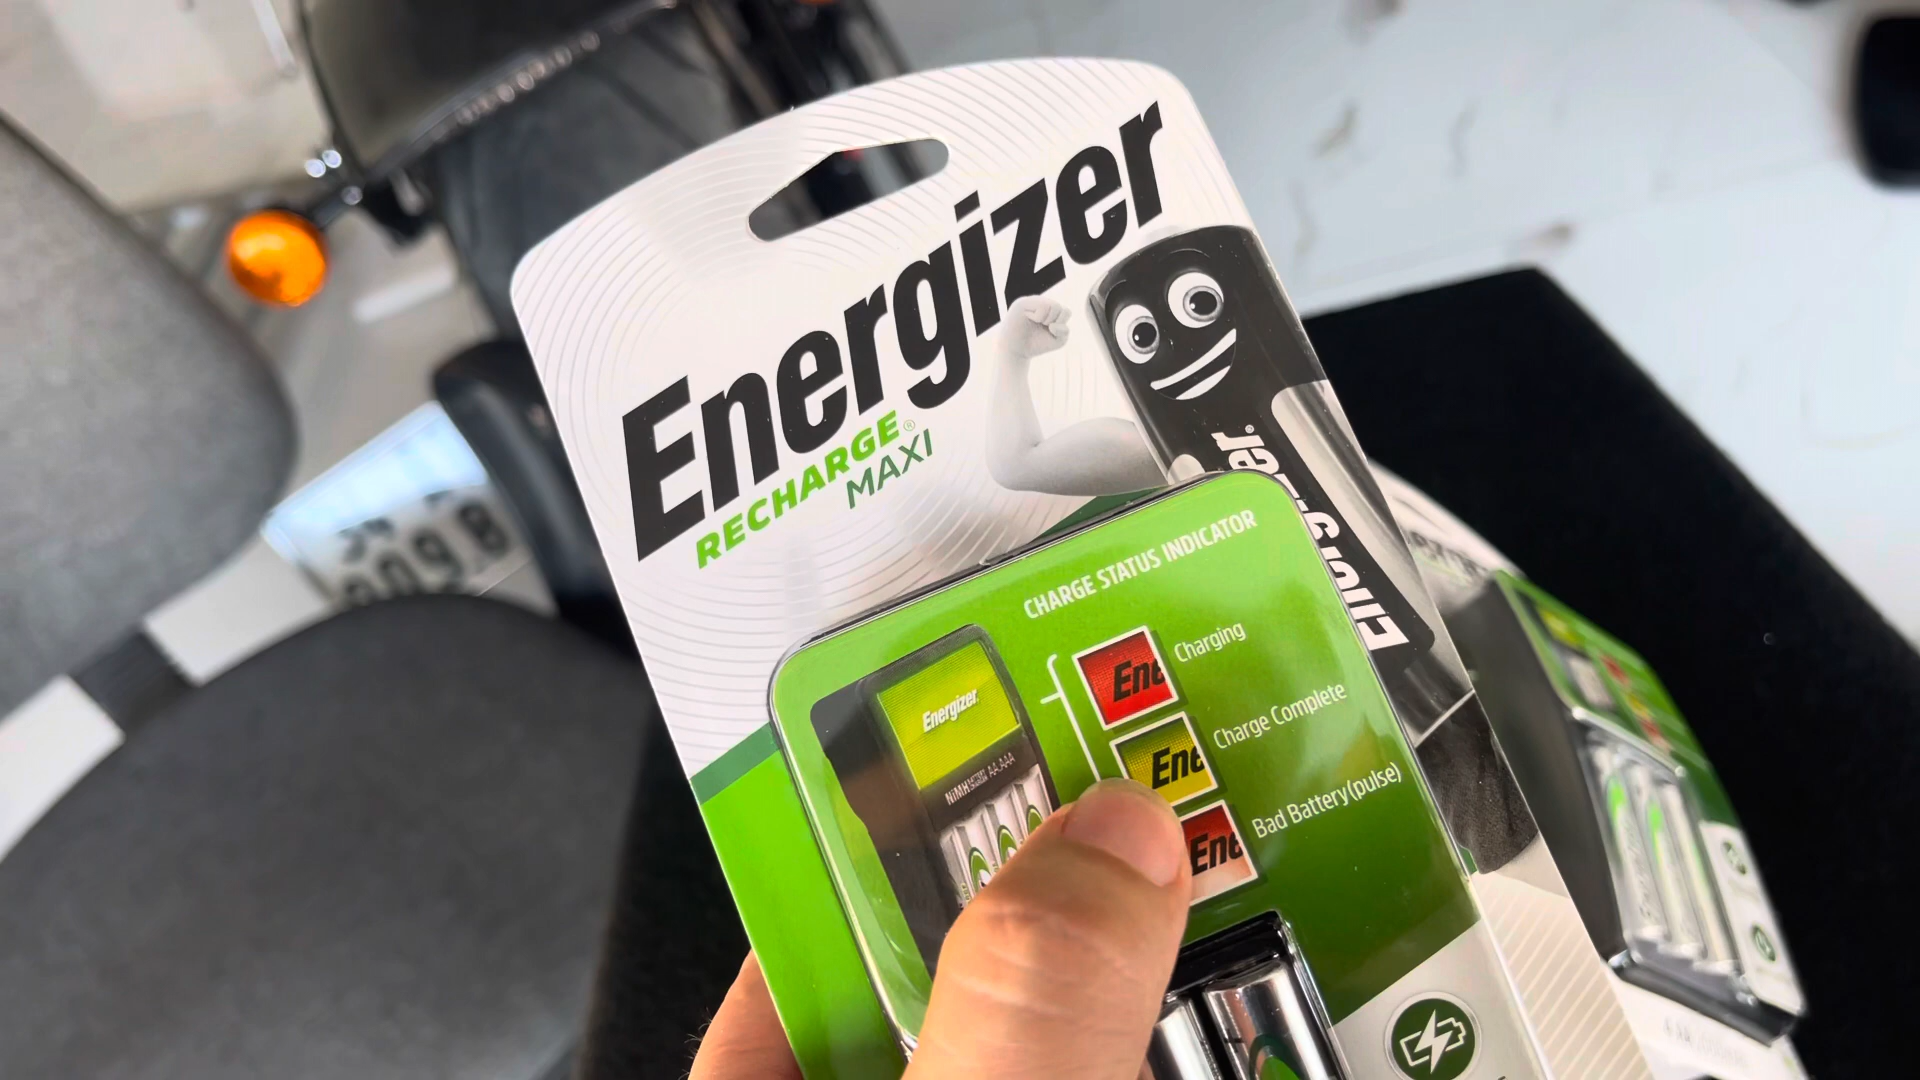 Energizer
RECHARGE®
MAXI
Energizer.
CHARGE STATUS INDICATOR
Ene Charging
Ene Charge Complete
Ene Bad Battery (pulse)
Energizer.
NiMH AA, AAA